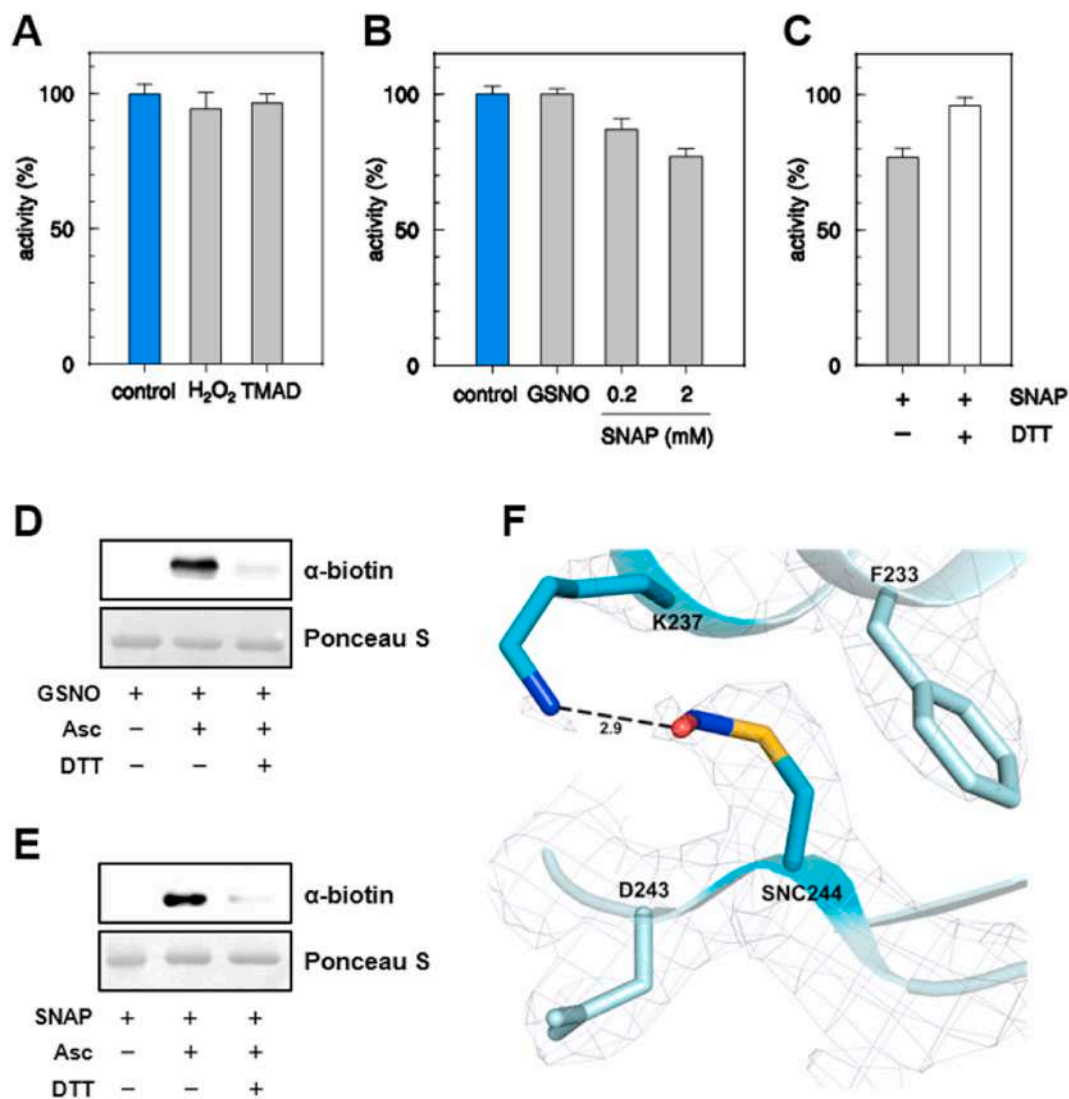 A
activity (%)
100
50
0
control H₂O₂ TMAD
B
activity (%)
100
50
0
control GSNO 0.2 2
SNAP (mM)
C
activity (%)
100
50
0
+ + SNAP
− + DTT
D
α-biotin
Ponceau S
GSNO + + +
Asc − + +
DTT − − +
E
α-biotin
Ponceau S
SNAP + + +
Asc − + +
DTT − − +
F
F233
K237
2.9
D243
SNC244